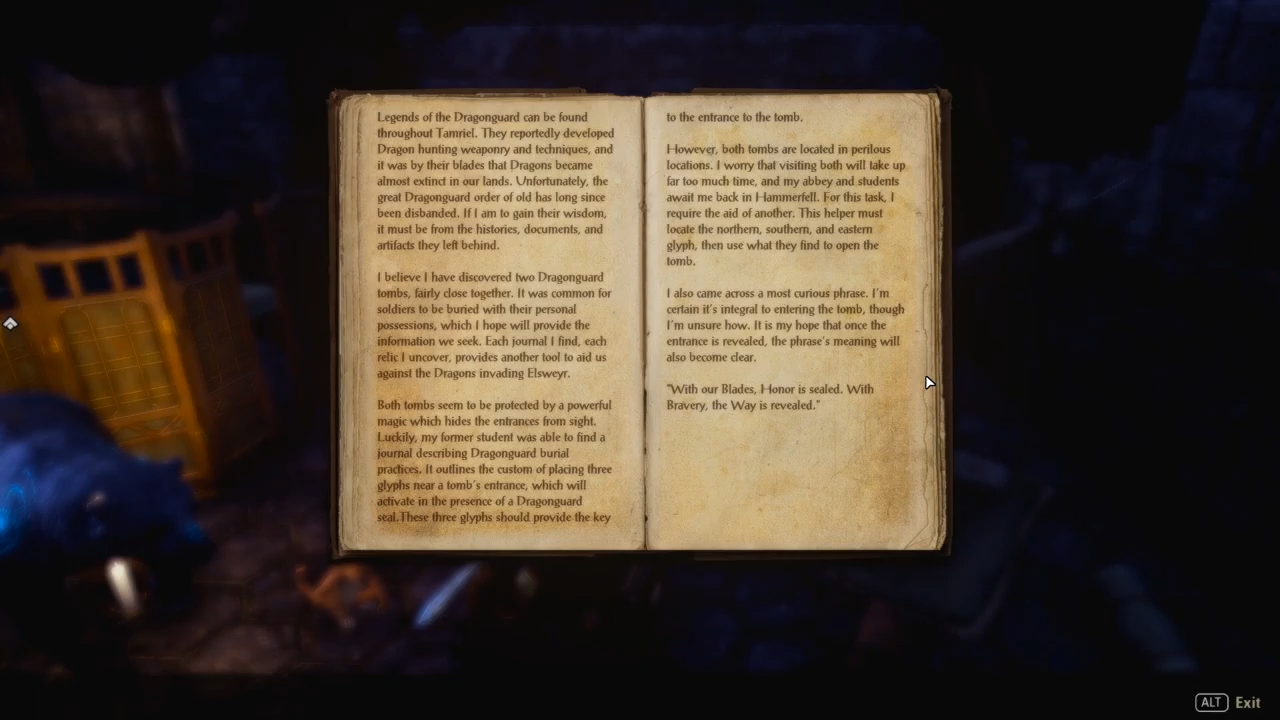 Legends of the Dragonguard can be found
throughout Tamriel. They reportedly developed
Dragon hunting weaponry and techniques, and
it was by their blades that Dragons became
almost extinct in our lands. Unfortunately, the
great Dragonguard order of old has long since
been disbanded. If I am to gain their wisdom,
it must be from the histories, documents, and
artifacts they left behind.
I believe I have discovered two Dragonguard
tombs, fairly close together. It was common for
soldiers to be buried with their personal
possessions, which I hope will provide the
information we seek. Each journal I find, each
relic I uncover, provides another tool to aid us
against the Dragons invading Elsweyr.
Both tombs seem to be protected by a powerful
magic which hides the entrances from sight.
Luckily, my former student was able to find a
journal describing Dragonguard burial
practices. It outlines the custom of placing three
glyphs near a tomb's entrance, which will
activate in the presence of a Dragonguard
seal.These three glyphs should provide the key
to the entrance to the tomb.
However, both tombs are located in perilous
locations. I worry that visiting both will take up
far too much time, and my abbey and students
await me back in Hammerfell. For this task, I
require the aid of another. This helper must
locate the northern, southern, and eastern
glyph, then use what they find to open the
tomb.
I also came across a most curious phrase. I'm
certain it's integral to entering the tomb, though
I'm unsure how. It is my hope that once the
entrance is revealed, the phrase's meaning will
also become clear.
"With our Blades, Honor is sealed. With
Bravery, the Way is revealed."
ALT Exit